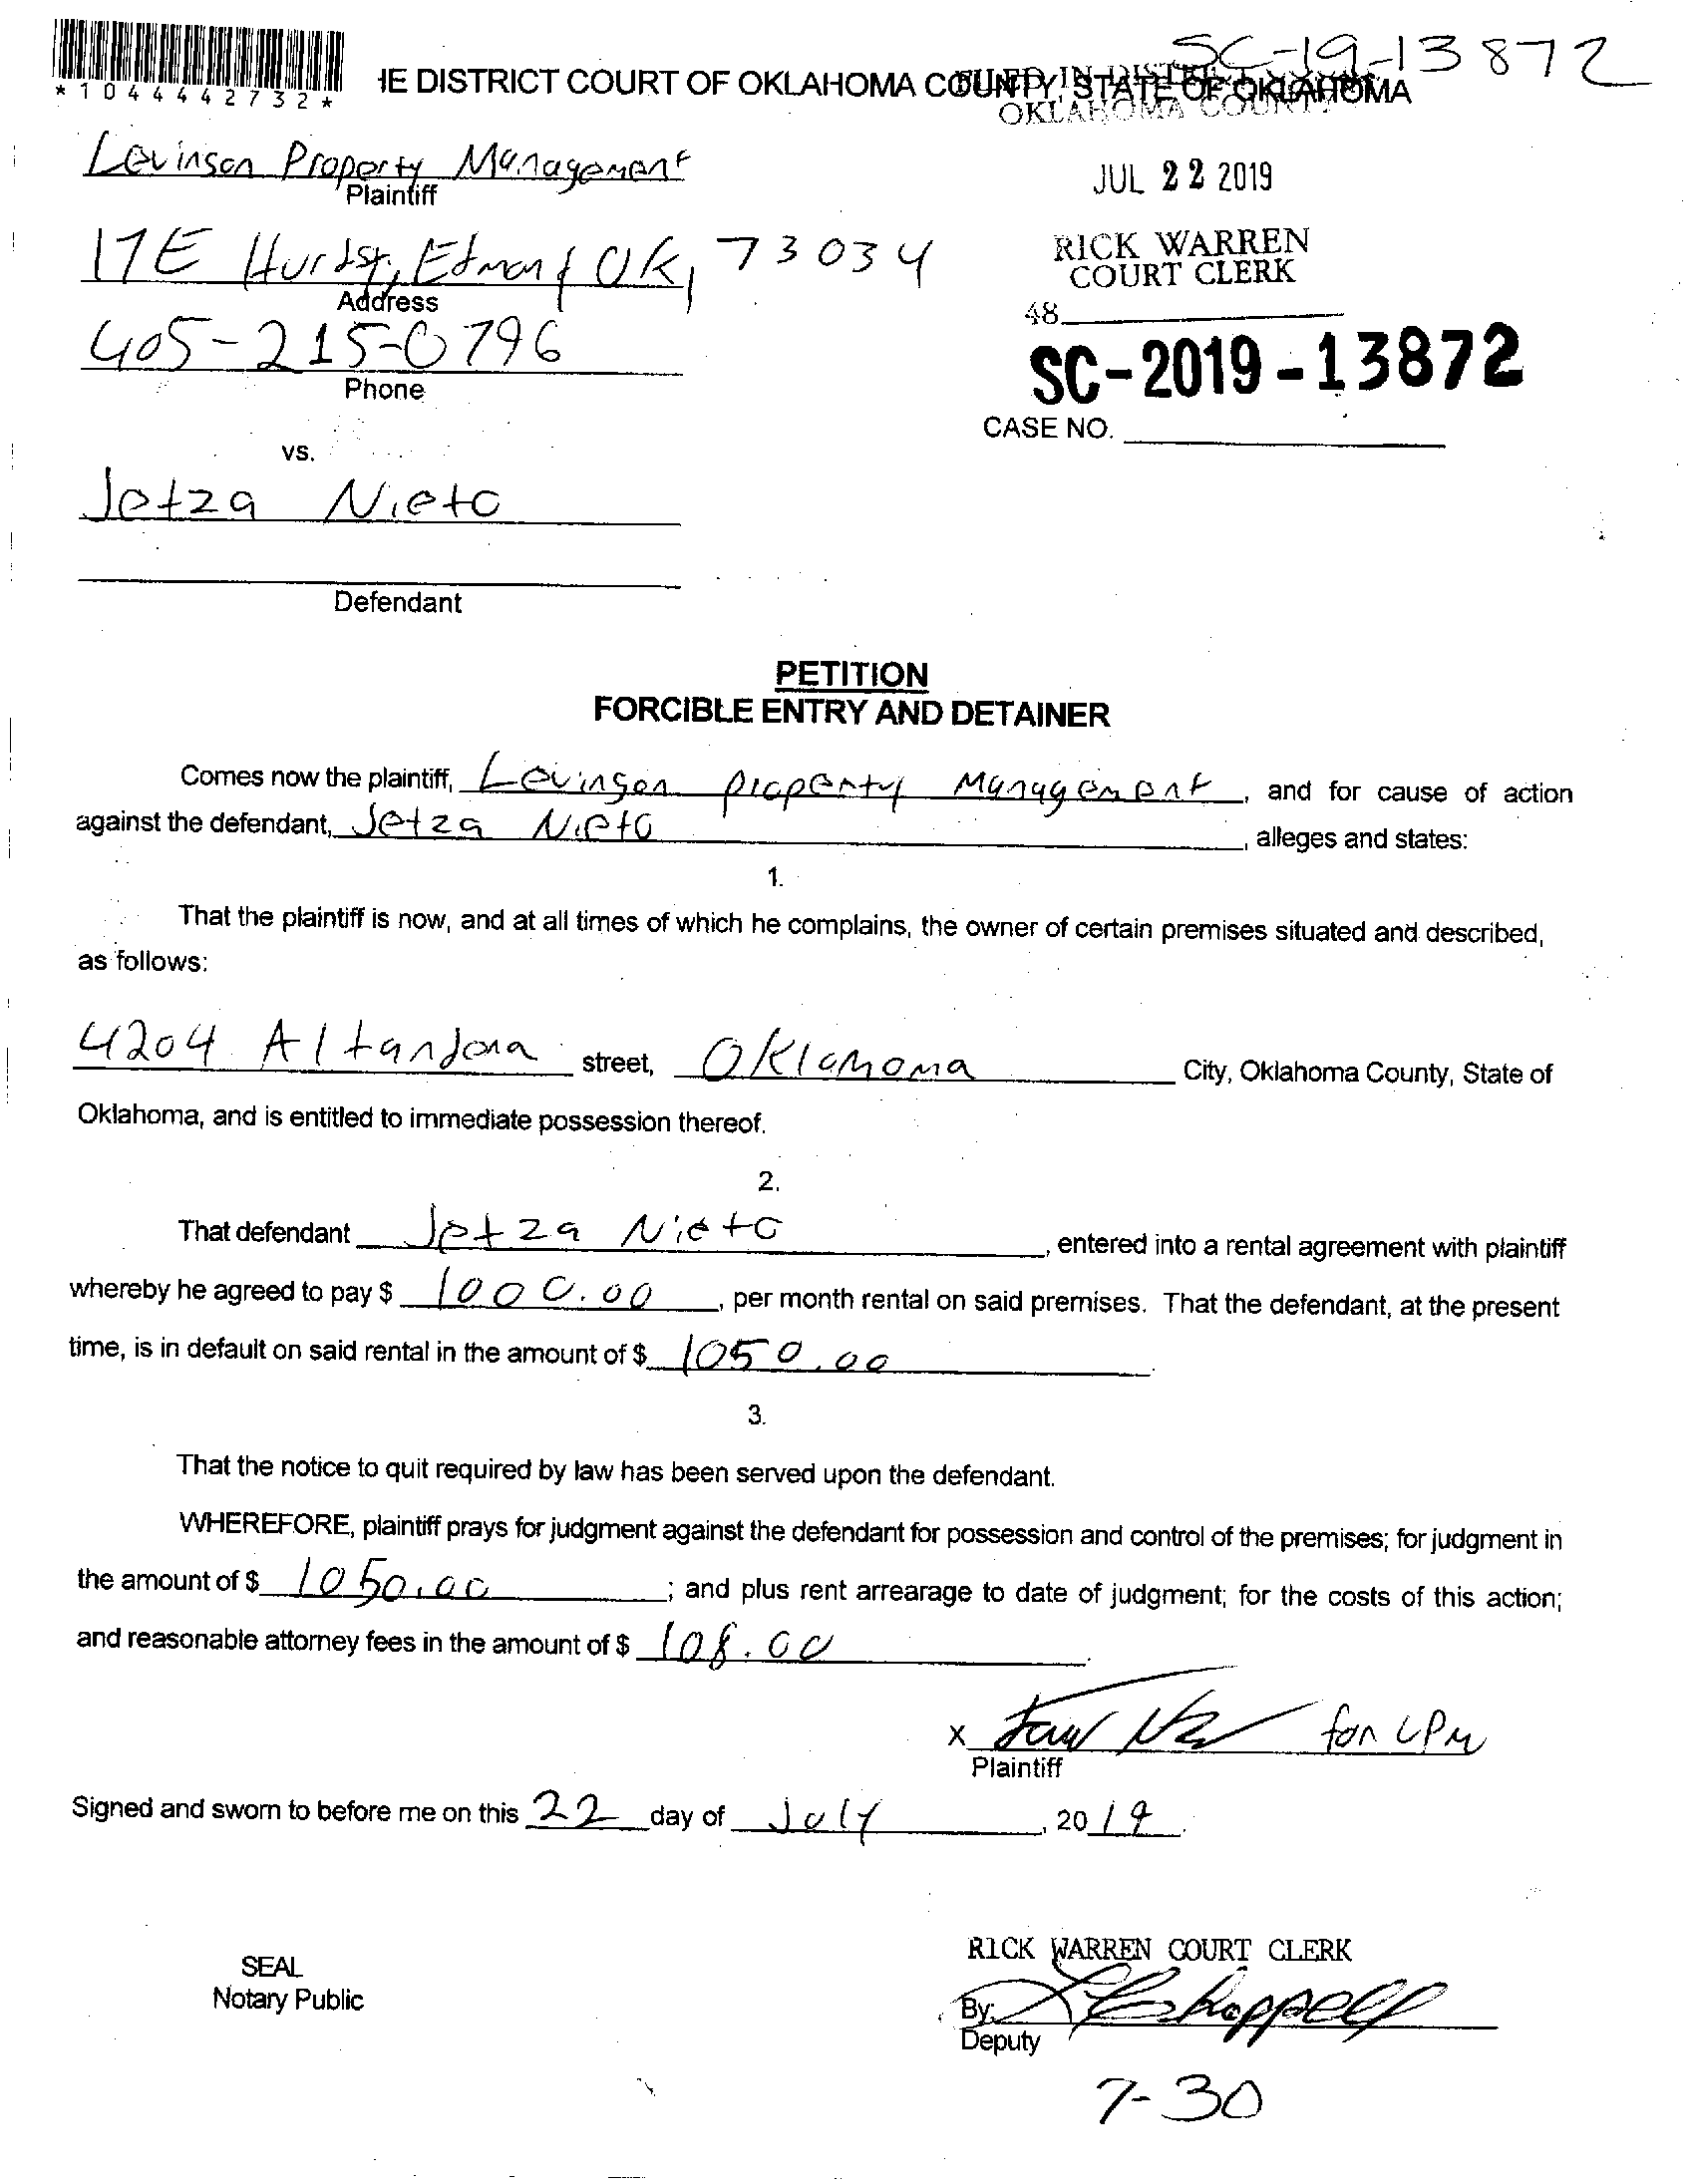 SC-19-13872
*1044442732*
HE DISTRICT COURT OF OKLAHOMA COUNTY, STATE OF OKLAHOMA
FILED IN DISTRICT COURT
OKLAHOMA COUNTY
Levinson Property Management
Plaintiff
JUL 22 2019
17E Hurd St, Edmond OK, 73034
Address
RICK WARREN
COURT CLERK
405-215-0796
Phone
48
SC-2019-13872
CASE NO.
vs.
Jetza Nieto
Defendant
PETITION
FORCIBLE ENTRY AND DETAINER
Comes now the plaintiff, Levinson property Management, and for cause of action
against the defendant, Jetza Nieto, alleges and states:
1.
That the plaintiff is now, and at all times of which he complains, the owner of certain premises situated and described,
as follows:
4204 Altandona street, Oklahoma City, Oklahoma County, State of
Oklahoma, and is entitled to immediate possession thereof.
2.
That defendant Jetza Nieto, entered into a rental agreement with plaintiff
whereby he agreed to pay $ 1000.00, per month rental on said premises. That the defendant, at the present
time, is in default on said rental in the amount of $ 1050.00.
3.
That the notice to quit required by law has been served upon the defendant.
WHEREFORE, plaintiff prays for judgment against the defendant for possession and control of the premises; for judgment in
the amount of $ 1050.00; and plus rent arrearage to date of judgment; for the costs of this action;
and reasonable attorney fees in the amount of $ 108.00.
X for LPM
Plaintiff
Signed and sworn to before me on this 22 day of July, 2019.
RICK WARREN COURT CLERK
SEAL
Notary Public
By: Chappell
Deputy
7-30